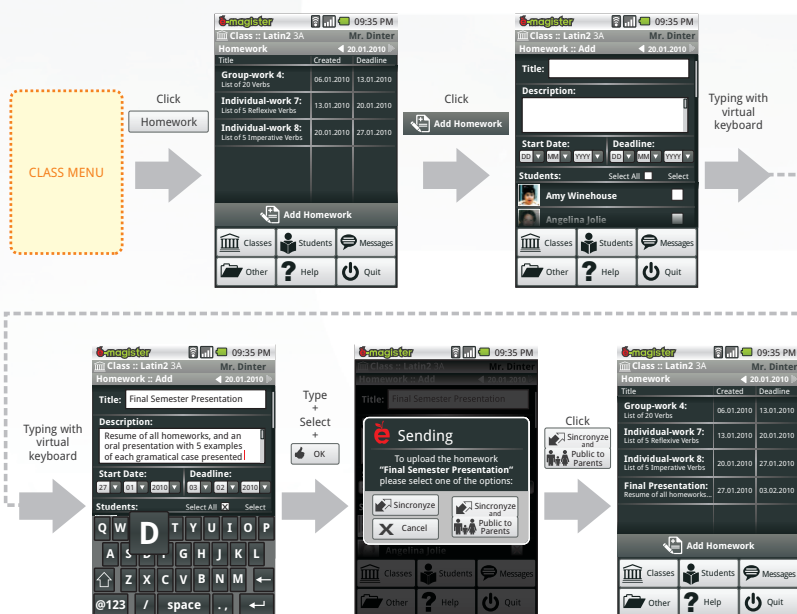 CLASS MENU
Click
Homework
e-magister 09:35 PM
Class :: Latin2 3A Mr. Dinter
Homework 20.01.2010
Title Created Deadline
Group-work 4:
List of 20 Verbs
06.01.2010 13.01.2010
Individual-work 7:
List of 5 Reflexive Verbs
13.01.2010 20.01.2010
Individual-work 8:
List of 5 Imperative Verbs
20.01.2010 27.01.2010
Add Homework
Classes Students Messages
Other Help Quit
Click
Add Homework
e-magister 09:35 PM
Class :: Latin2 3A Mr. Dinter
Homework :: Add 20.01.2010
Title:
Description:
Start Date: Deadline:
DD MM YYYY DD MM YYYY
Students: Select All Select
Amy Winehouse
Angelina Jolie
Classes Students Messages
Other Help Quit
Typing with
virtual
keyboard
Typing with
virtual
keyboard
e-magister 09:35 PM
Class :: Latin2 3A Mr. Dinter
Homework :: Add 20.01.2010
Title: Final Semester Presentation
Description:
Resume of all homeworks, and an
oral presentation with 5 examples
of each gramatical case presented
Start Date: Deadline:
27 01 2010 03 02 2010
Students: Select All Select
Q W D T Y U I O P
A S D G H J K L
Z X C V B N M
@123 / space .,
Type
+
Select
+
OK
e-magister 09:35 PM
Class :: Latin2 3A Mr. Dinter
Homework :: Add 20.01.2010
Title: Final Semester Presentation
e Sending
To upload the homework
“Final Semester Presentation”
please select one of the options:
Sincronyze
Cancel
Sincronyze
and
Public to
Parents
Angelina Jolie
Classes Students Messages
Other Help Quit
Click
Sincronyze
and
Public to
Parents
e-magister 09:35 PM
Class :: Latin2 3A Mr. Dinter
Homework 20.01.2010
Title Created Deadline
Group-work 4:
List of 20 Verbs
06.01.2010 13.01.2010
Individual-work 7:
List of 5 Reflexive Verbs
13.01.2010 20.01.2010
Individual-work 8:
List of 5 Imperative Verbs
20.01.2010 27.01.2010
Final Presentation:
Resume of all homeworks...
27.01.2010 03.02.2010
Add Homework
Classes Students Messages
Other Help Quit